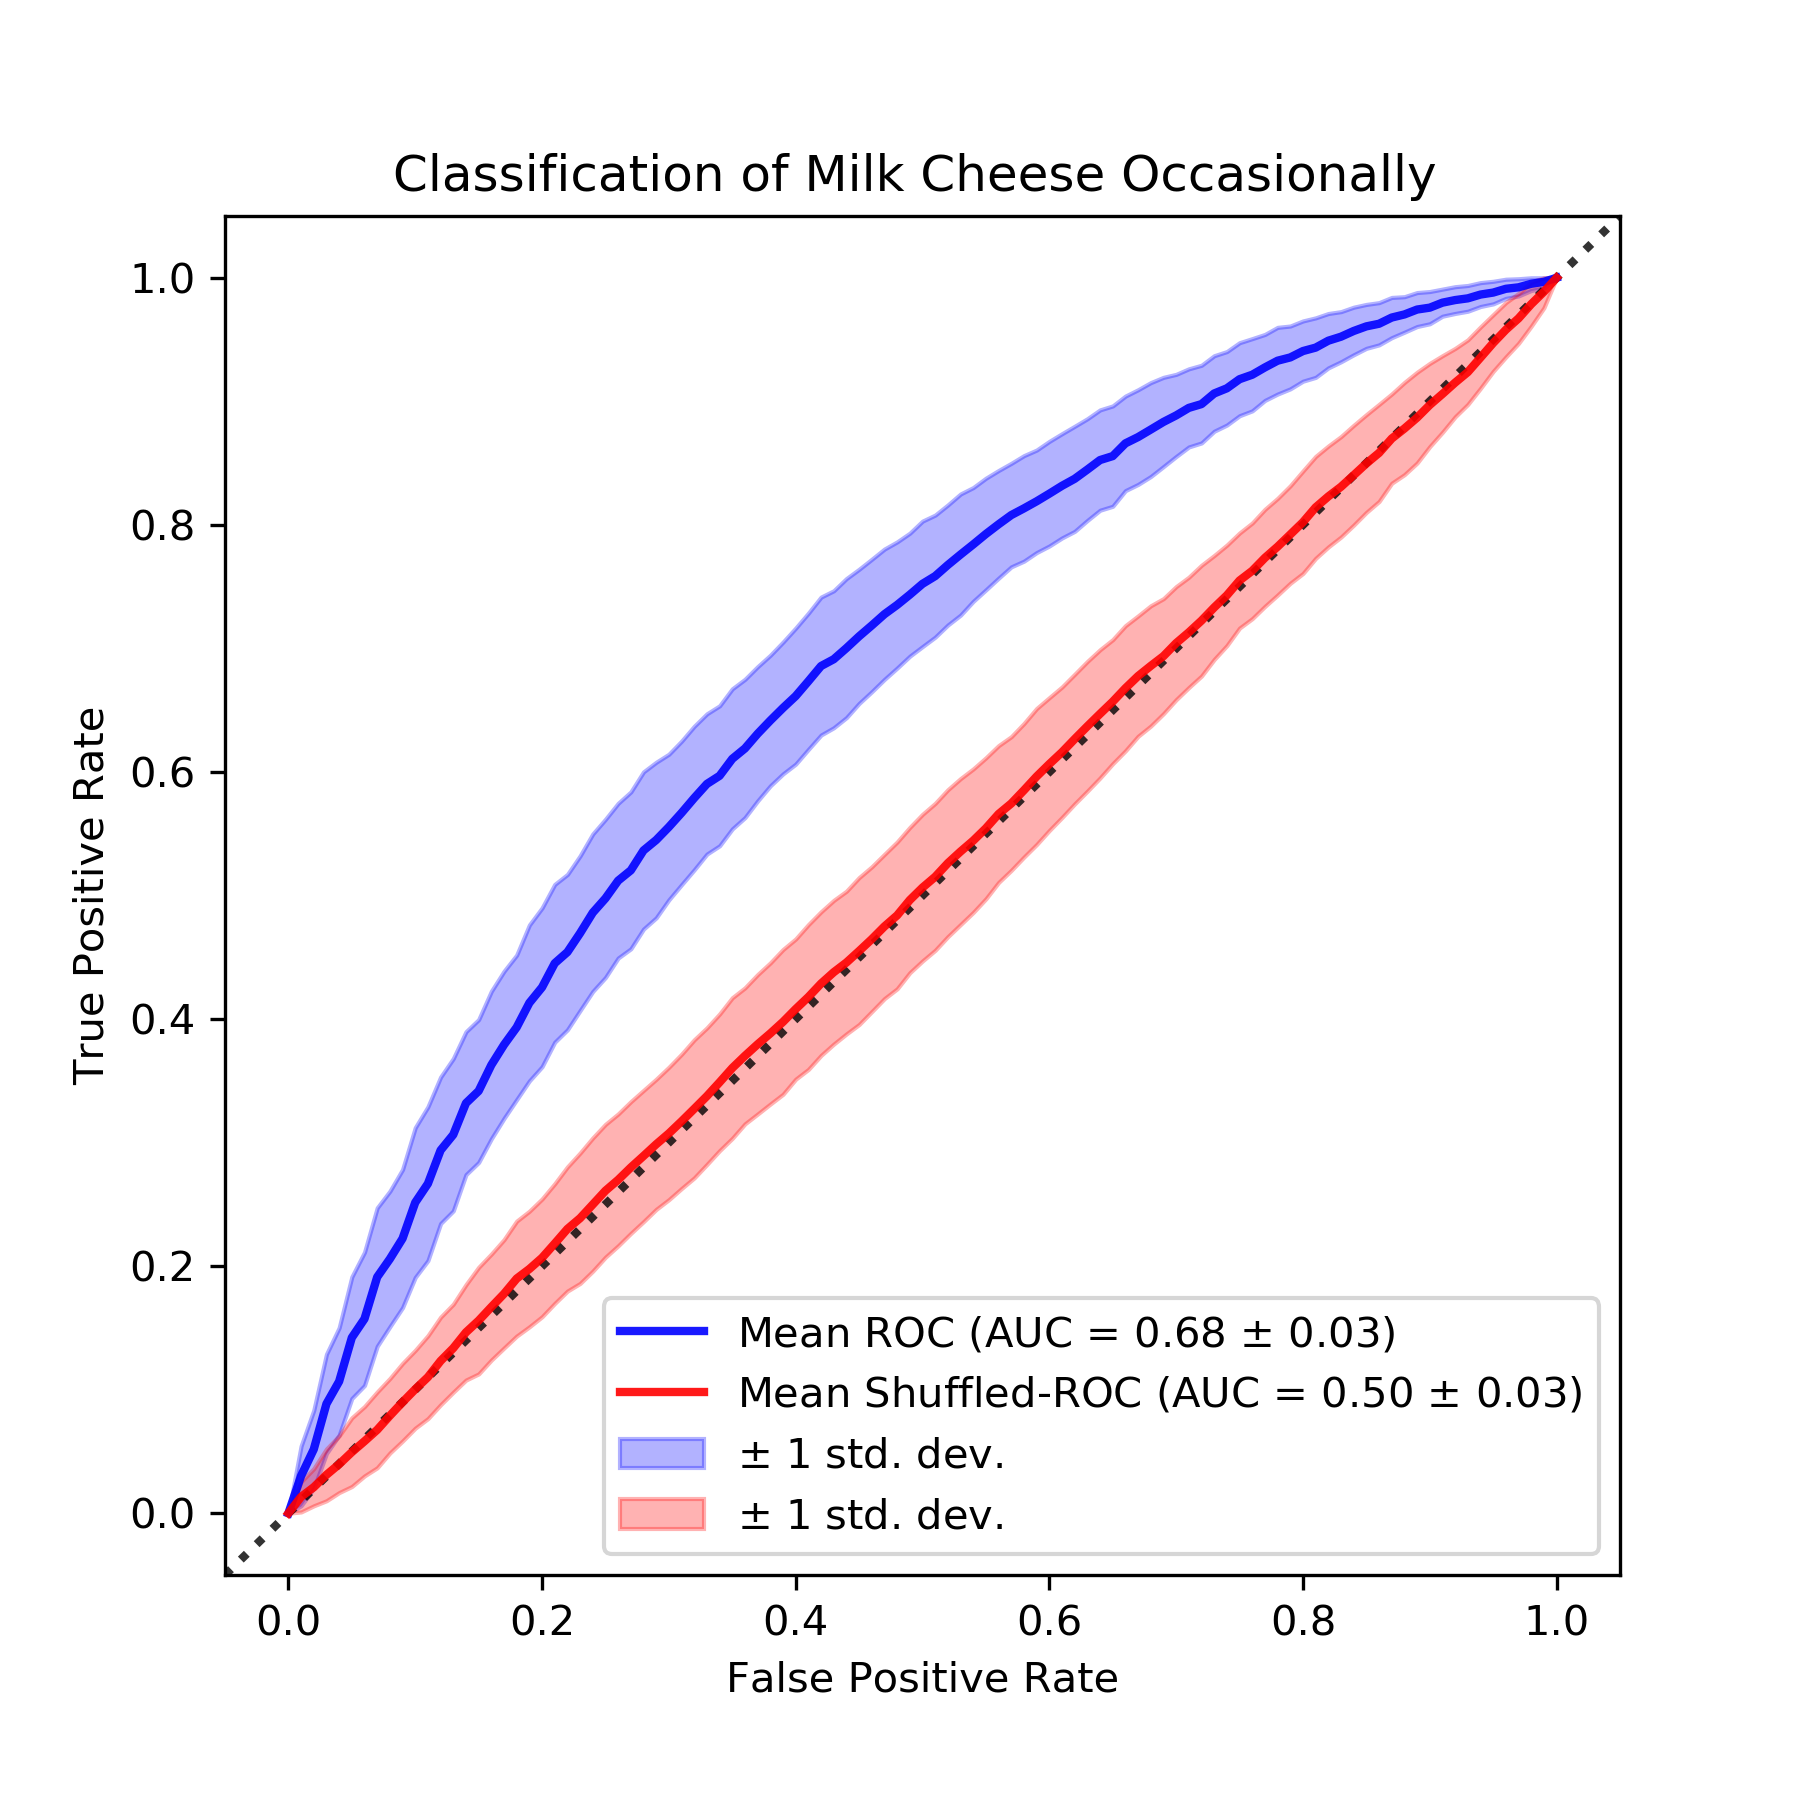 Classification of Milk Cheese Occasionally
True Positive Rate
1.0
0.8
0.6
0.4
0.2
0.0
Mean ROC (AUC = 0.68 ± 0.03)
Mean Shuffled-ROC (AUC = 0.50 ± 0.03)
± 1 std. dev.
± 1 std. dev.
0.0 0.2 0.4 0.6 0.8 1.0
False Positive Rate